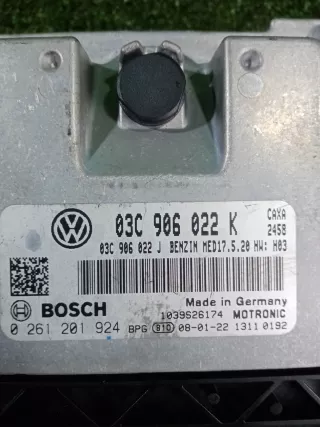 03C 906 022 K CAXA
2458
03C 906 022 J BENZIN MED17.5.20 HW: H03
BOSCH
Made in Germany
1039S26174 MOTRONIC
0 261 201 924 BPG 910 08-01-22 1311 0192